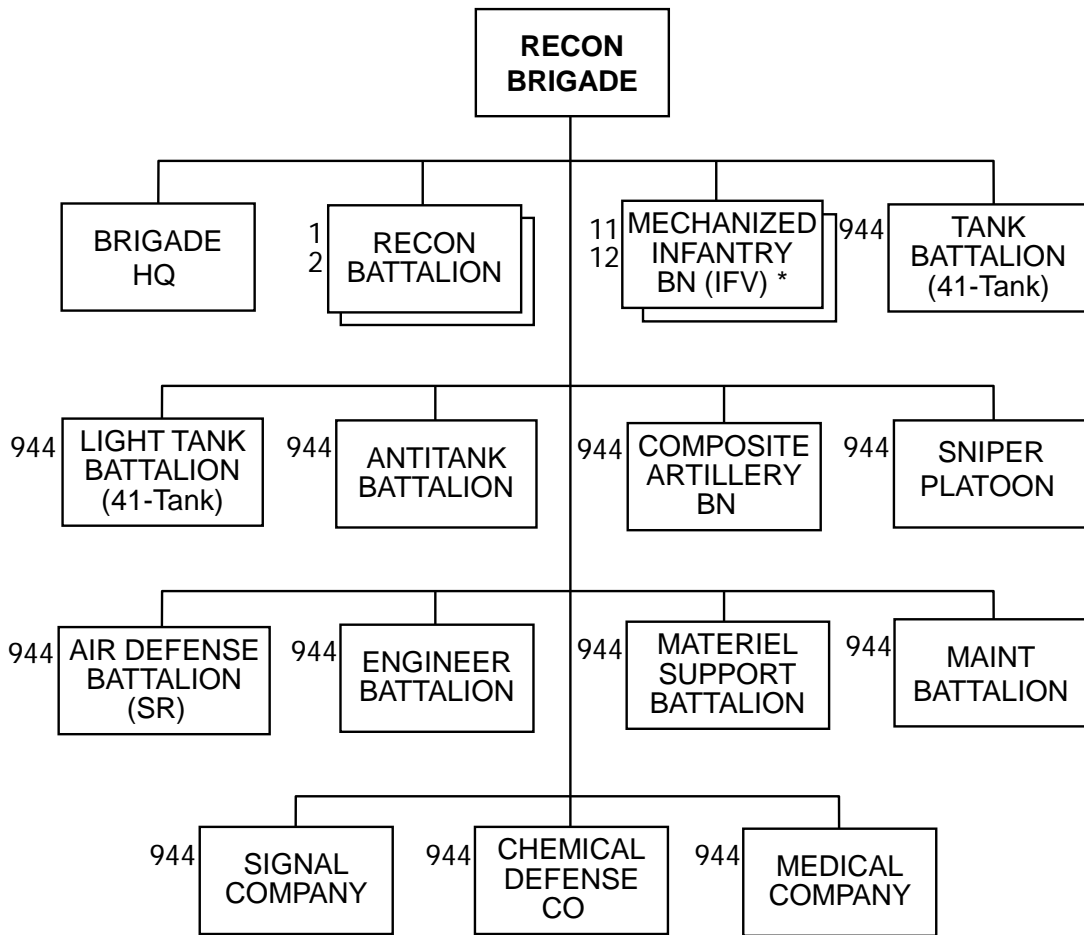 RECON
BRIGADE
BRIGADE
HQ
1
2
RECON
BATTALION
11
12
MECHANIZED
INFANTRY
BN (IFV) *
944
TANK
BATTALION
(41-Tank)
944
LIGHT TANK
BATTALION
(41-Tank)
944
ANTITANK
BATTALION
944
COMPOSITE
ARTILLERY
BN
944
SNIPER
PLATOON
944
AIR DEFENSE
BATTALION
(SR)
944
ENGINEER
BATTALION
944
MATERIEL
SUPPORT
BATTALION
944
MAINT
BATTALION
944
SIGNAL
COMPANY
944
CHEMICAL
DEFENSE
CO
944
MEDICAL
COMPANY